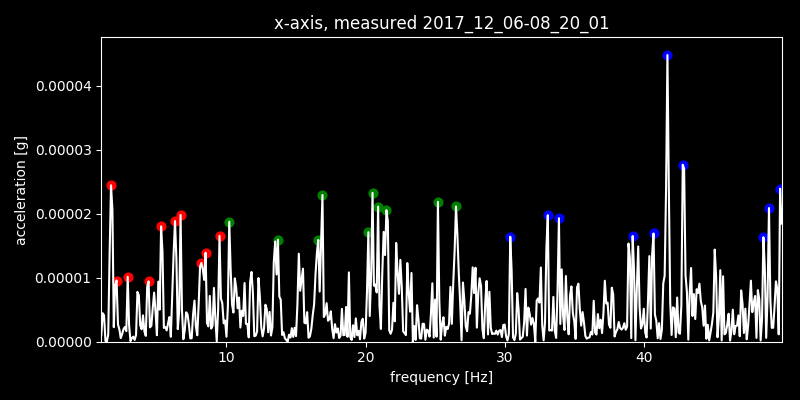 x-axis, measured 2017_12_06-08_20_01
acceleration [g]
0.00004
0.00003
0.00002
0.00001
0.00000
10 20 30 40
frequency [Hz]